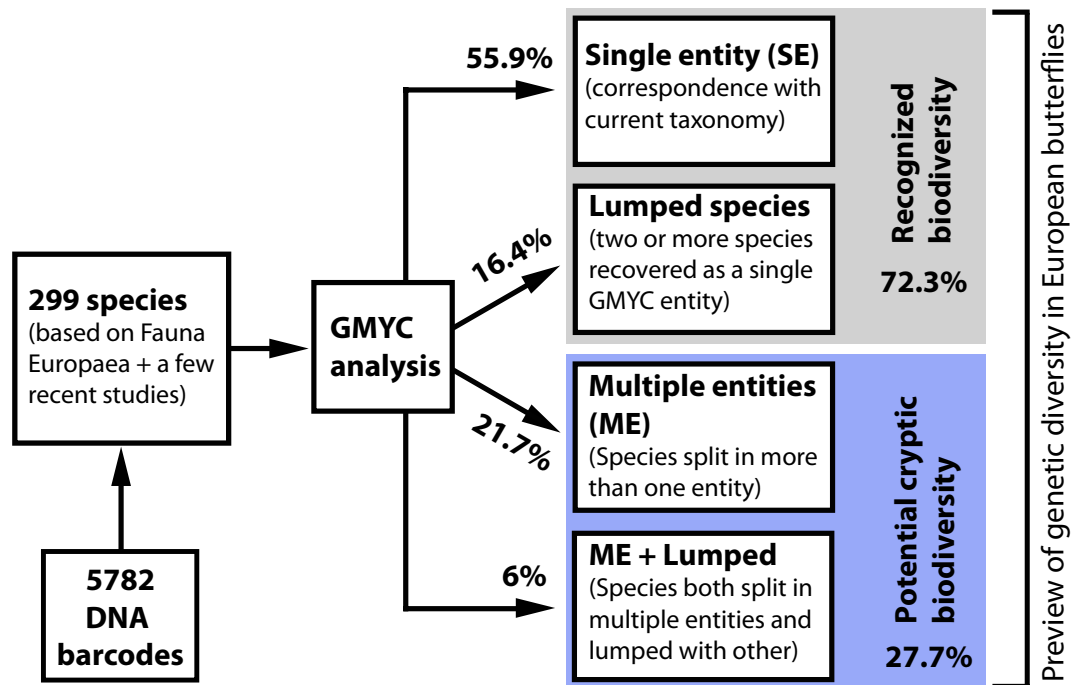 5782
DNA
barcodes
299 species
(based on Fauna
Europaea + a few
recent studies)
GMYC
analysis
55.9%
16.4%
21.7%
6%
Single entity (SE)
(correspondence with
current taxonomy)
Lumped species
(two or more species
recovered as a single
GMYC entity)
Recognized
biodiversity
72.3%
Multiple entities
(ME)
(Species split in more
than one entity)
ME + Lumped
(Species both split in
multiple entities and
lumped with other)
Potential cryptic
biodiversity
27.7%
Preview of genetic diversity in European butterflies